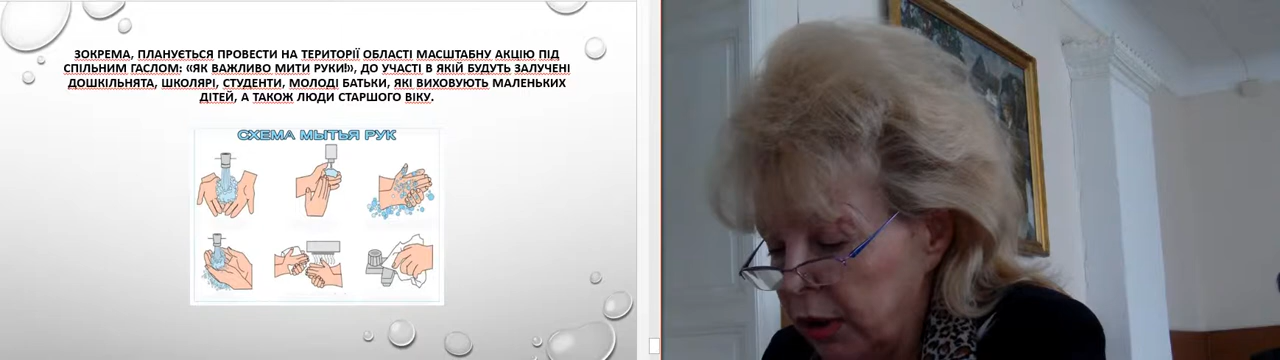 ЗОКРЕМА, ПЛАНУЄТЬСЯ ПРОВЕСТИ НА ТЕРИТОРІЇ ОБЛАСТІ МАСШТАБНУ АКЦІЮ ПІД
СПІЛЬНИМ ГАСЛОМ: «ЯК ВАЖЛИВО МИТИ РУКИ!», ДО УЧАСТІ В ЯКІЙ БУДУТЬ ЗАЛУЧЕНІ
ДОШКІЛЬНЯТА, ШКОЛЯРІ, СТУДЕНТИ, МОЛОДІ БАТЬКИ, ЯКІ ВИХОВУЮТЬ МАЛЕНЬКИХ
ДІТЕЙ, А ТАКОЖ ЛЮДИ СТАРШОГО ВІКУ.
СХЕМА МЫТЬЯ РУК